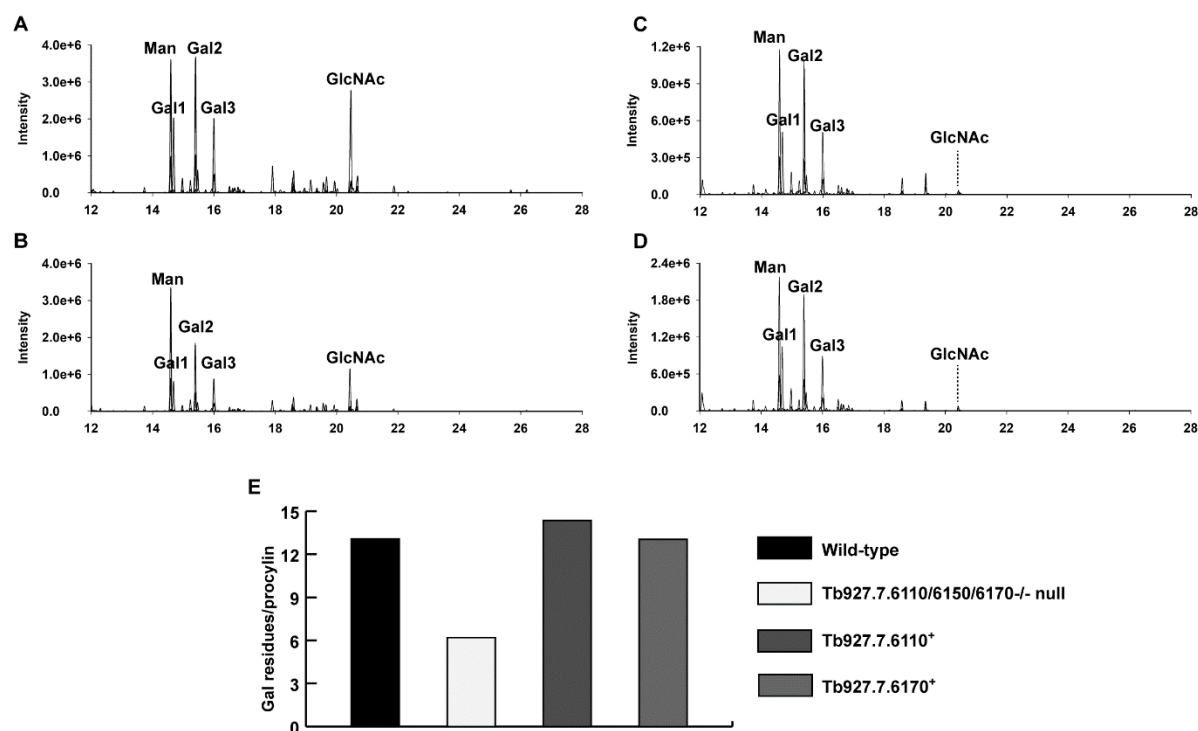 A
4.0e+6
3.0e+6
2.0e+6
1.0e+6
0.0
Intensity
Man
Gal2
Gal1
Gal3
GlcNAc
12 14 16 18 20 22 24 26 28
B
4.0e+6
3.0e+6
2.0e+6
1.0e+6
0.0
Intensity
Man
Gal2
Gal1
Gal3
GlcNAc
12 14 16 18 20 22 24 26 28
C
1.2e+6
9.0e+5
6.0e+5
3.0e+5
0.0
Intensity
Man
Gal2
Gal1
Gal3
GlcNAc
12 14 16 18 20 22 24 26 28
D
2.4e+6
1.8e+6
1.2e+6
6.0e+5
0.0
Intensity
Man
Gal2
Gal1
Gal3
GlcNAc
12 14 16 18 20 22 24 26 28
E
15
12
9
6
3
0
Gal residues/procylin
Wild-type
Tb927.7.6110/6150/6170-/- null
Tb927.7.6110⁺
Tb927.7.6170⁺